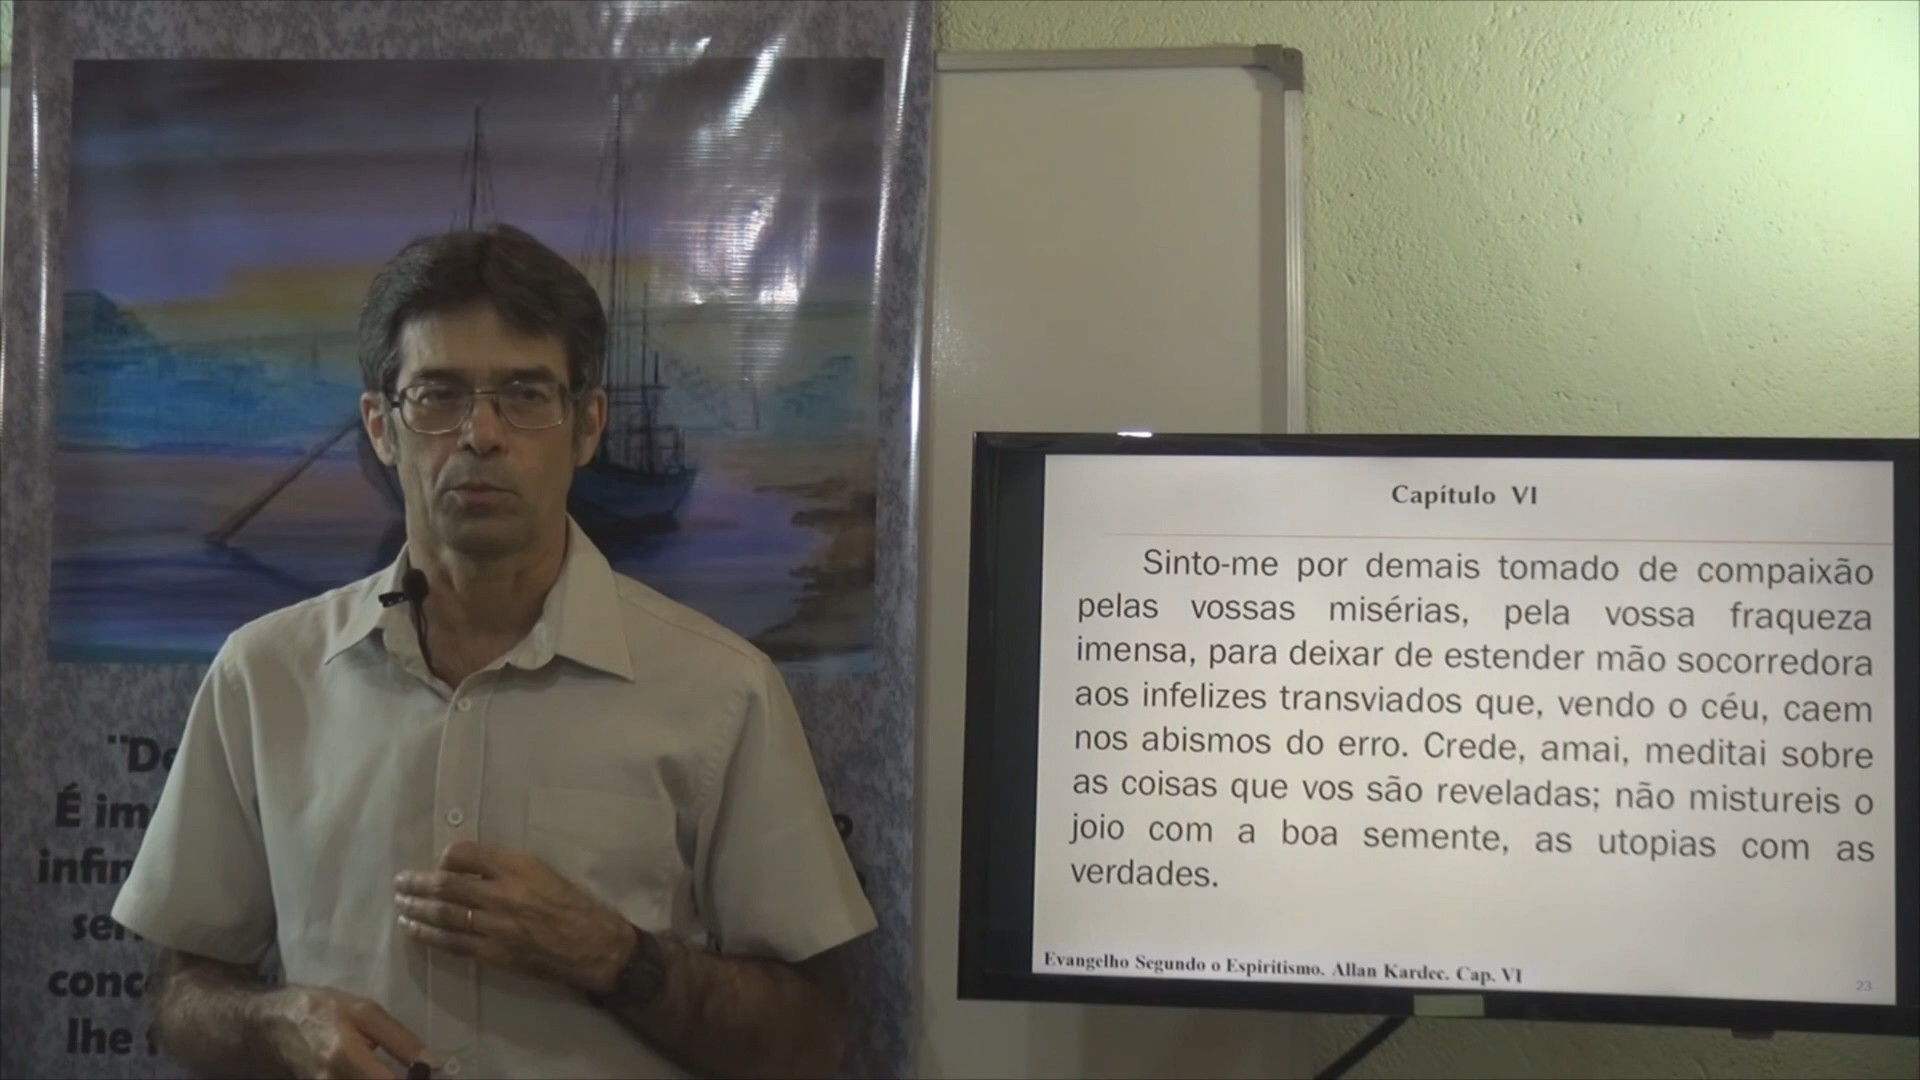 Capítulo VI
Sinto-me por demais tomado de compaixão
pelas vossas misérias, pela vossa fraqueza
imensa, para deixar de estender mão socorredora
aos infelizes transviados que, vendo o céu, caem
nos abismos do erro. Crede, amai, meditai sobre
as coisas que vos são reveladas; não mistureis o
joio com a boa semente, as utopias com as
verdades.
Evangelho Segundo o Espiritismo. Allan Kardec. Cap. VI
23
É
lhe